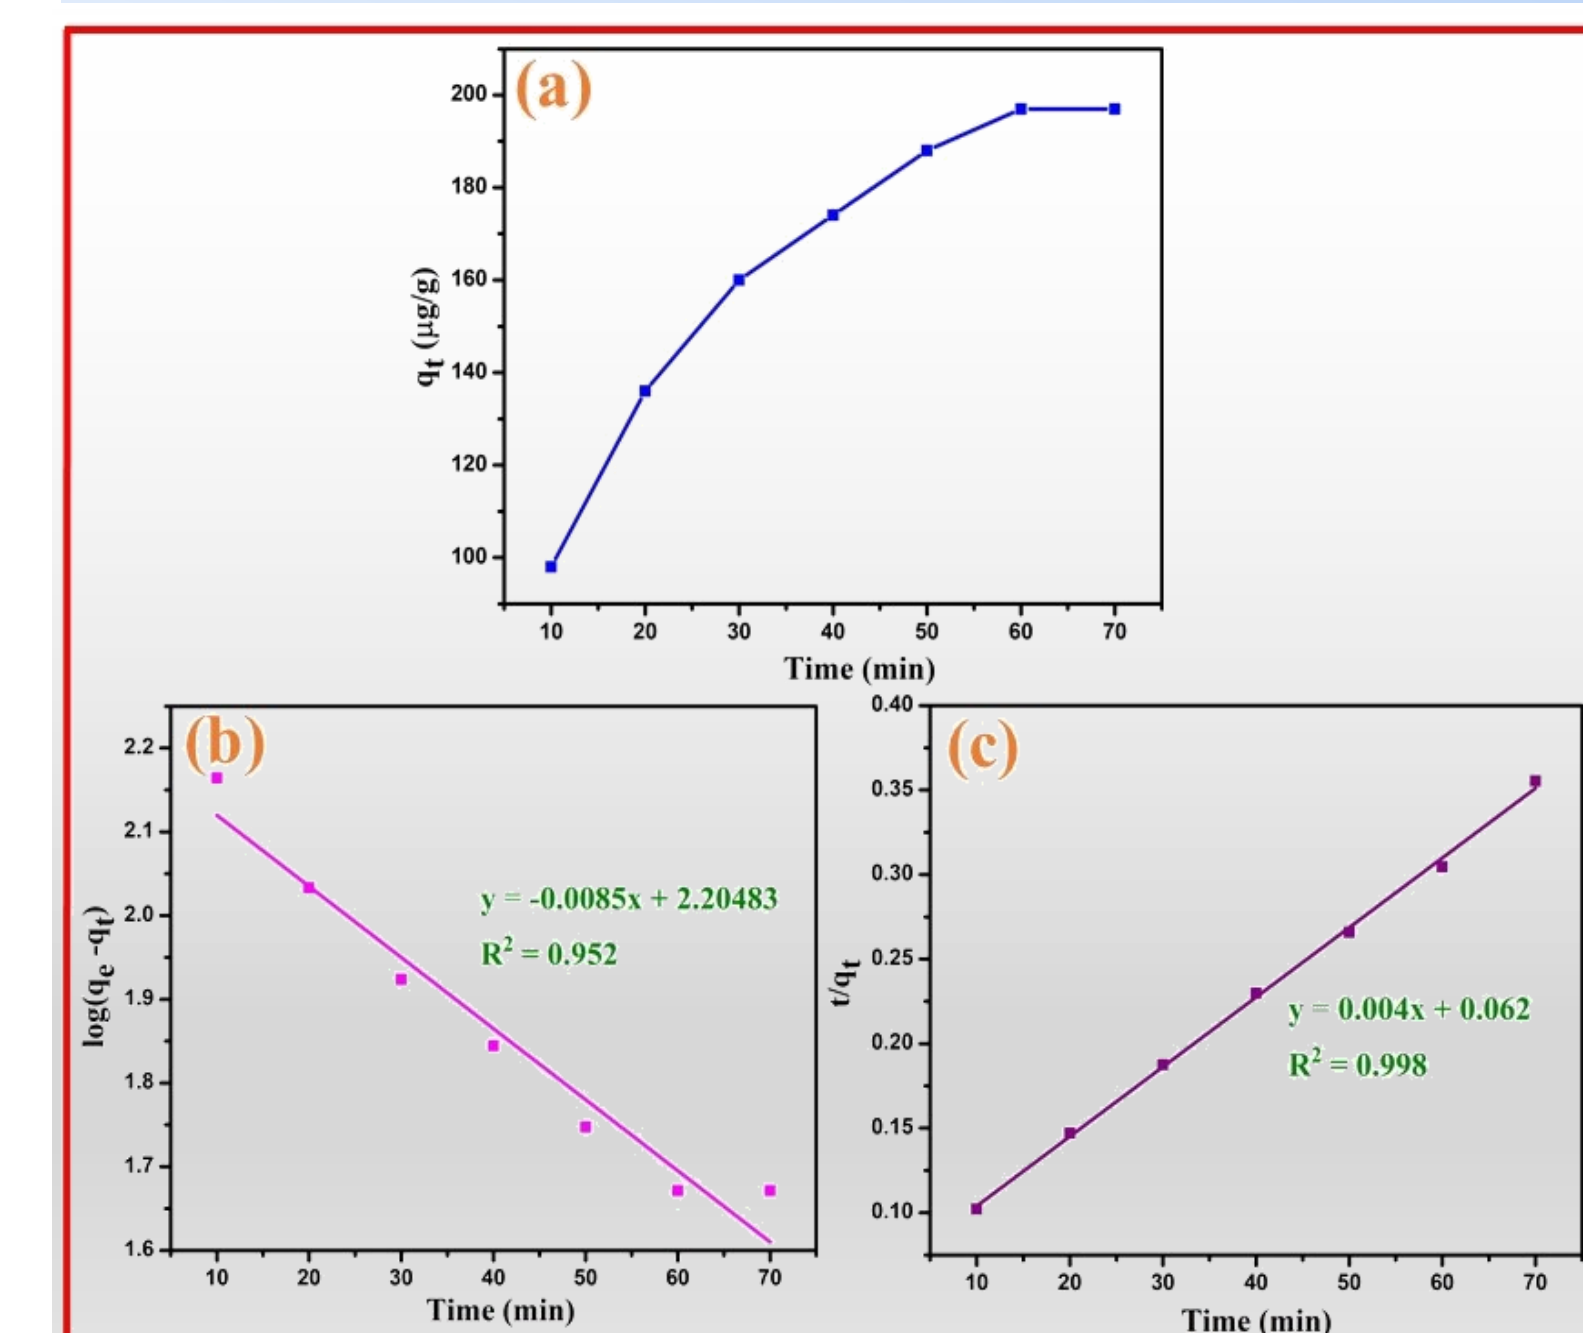 (a)
200
180
160
140
120
100
qt (µg/g)
10 20 30 40 50 60 70
Time (min)
(b)
2.2
2.1
2.0
1.9
1.8
1.7
1.6
log(qe -qt)
y = -0.0085x + 2.20483
R² = 0.952
10 20 30 40 50 60 70
Time (min)
(c)
0.40
0.35
0.30
0.25
0.20
0.15
0.10
t/qt
y = 0.004x + 0.062
R² = 0.998
10 20 30 40 50 60 70
Time (min)